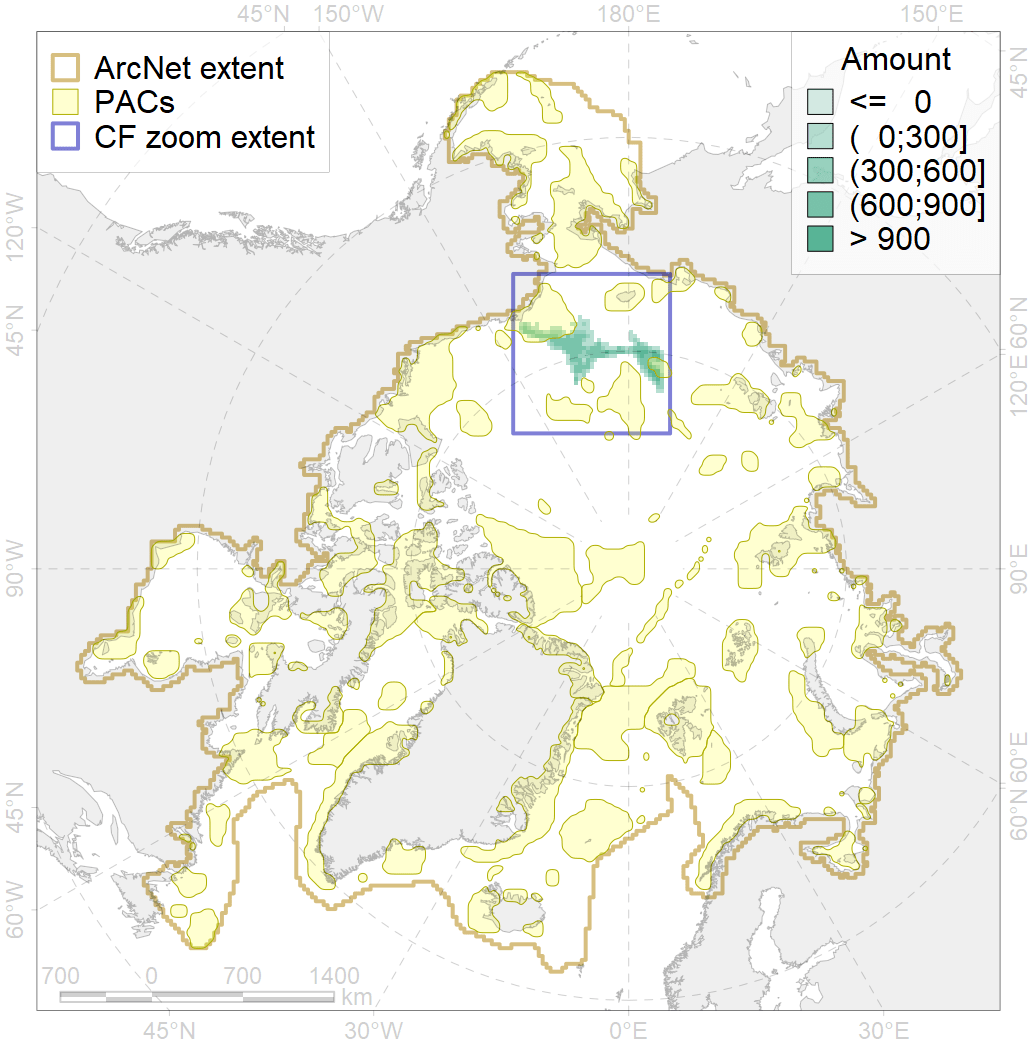 45°N 150°W 180°E 150°E
ArcNet extent
PACs
CF zoom extent
Amount
<= 0
( 0;300]
(300;600]
(600;900]
> 900
45°N
120°W
45°N
90°W
45°N
60°W
60°N
120°E
90°E
60°E
60°N
700 0 700 1400
km
45°N 30°W 0°E 30°E